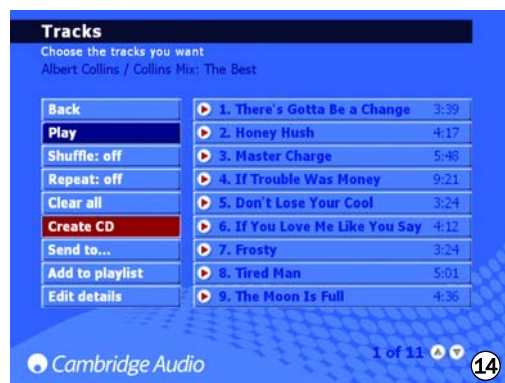 Tracks
Choose the tracks you want
Albert Collins / Collins Mix: The Best
Back
Play
Shuffle: off
Repeat: off
Clear all
Create CD
Send to...
Add to playlist
Edit details
1. There's Gotta Be a Change 3:39
2. Honey Hush 4:17
3. Master Charge 5:48
4. If Trouble Was Money 9:21
5. Don't Lose Your Cool 3:24
6. If You Love Me Like You Say 4:12
7. Frosty 3:24
8. Tired Man 5:01
9. The Moon Is Full 4:36
1 of 11
Cambridge Audio
14